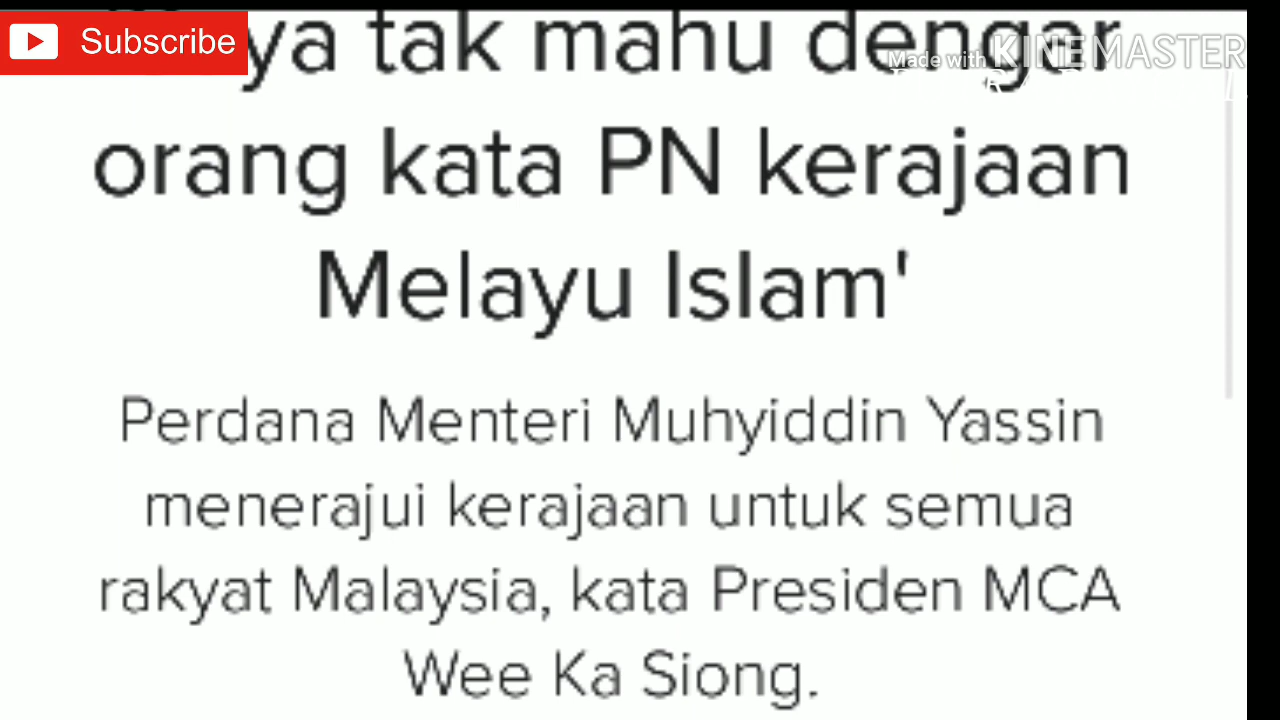 Subscribe
Made with KINEMASTER
tak mahu dengar
orang kata PN kerajaan
Melayu Islam'
Perdana Menteri Muhyiddin Yassin
menerajui kerajaan untuk semua
rakyat Malaysia, kata Presiden MCA
Wee Ka Siong.